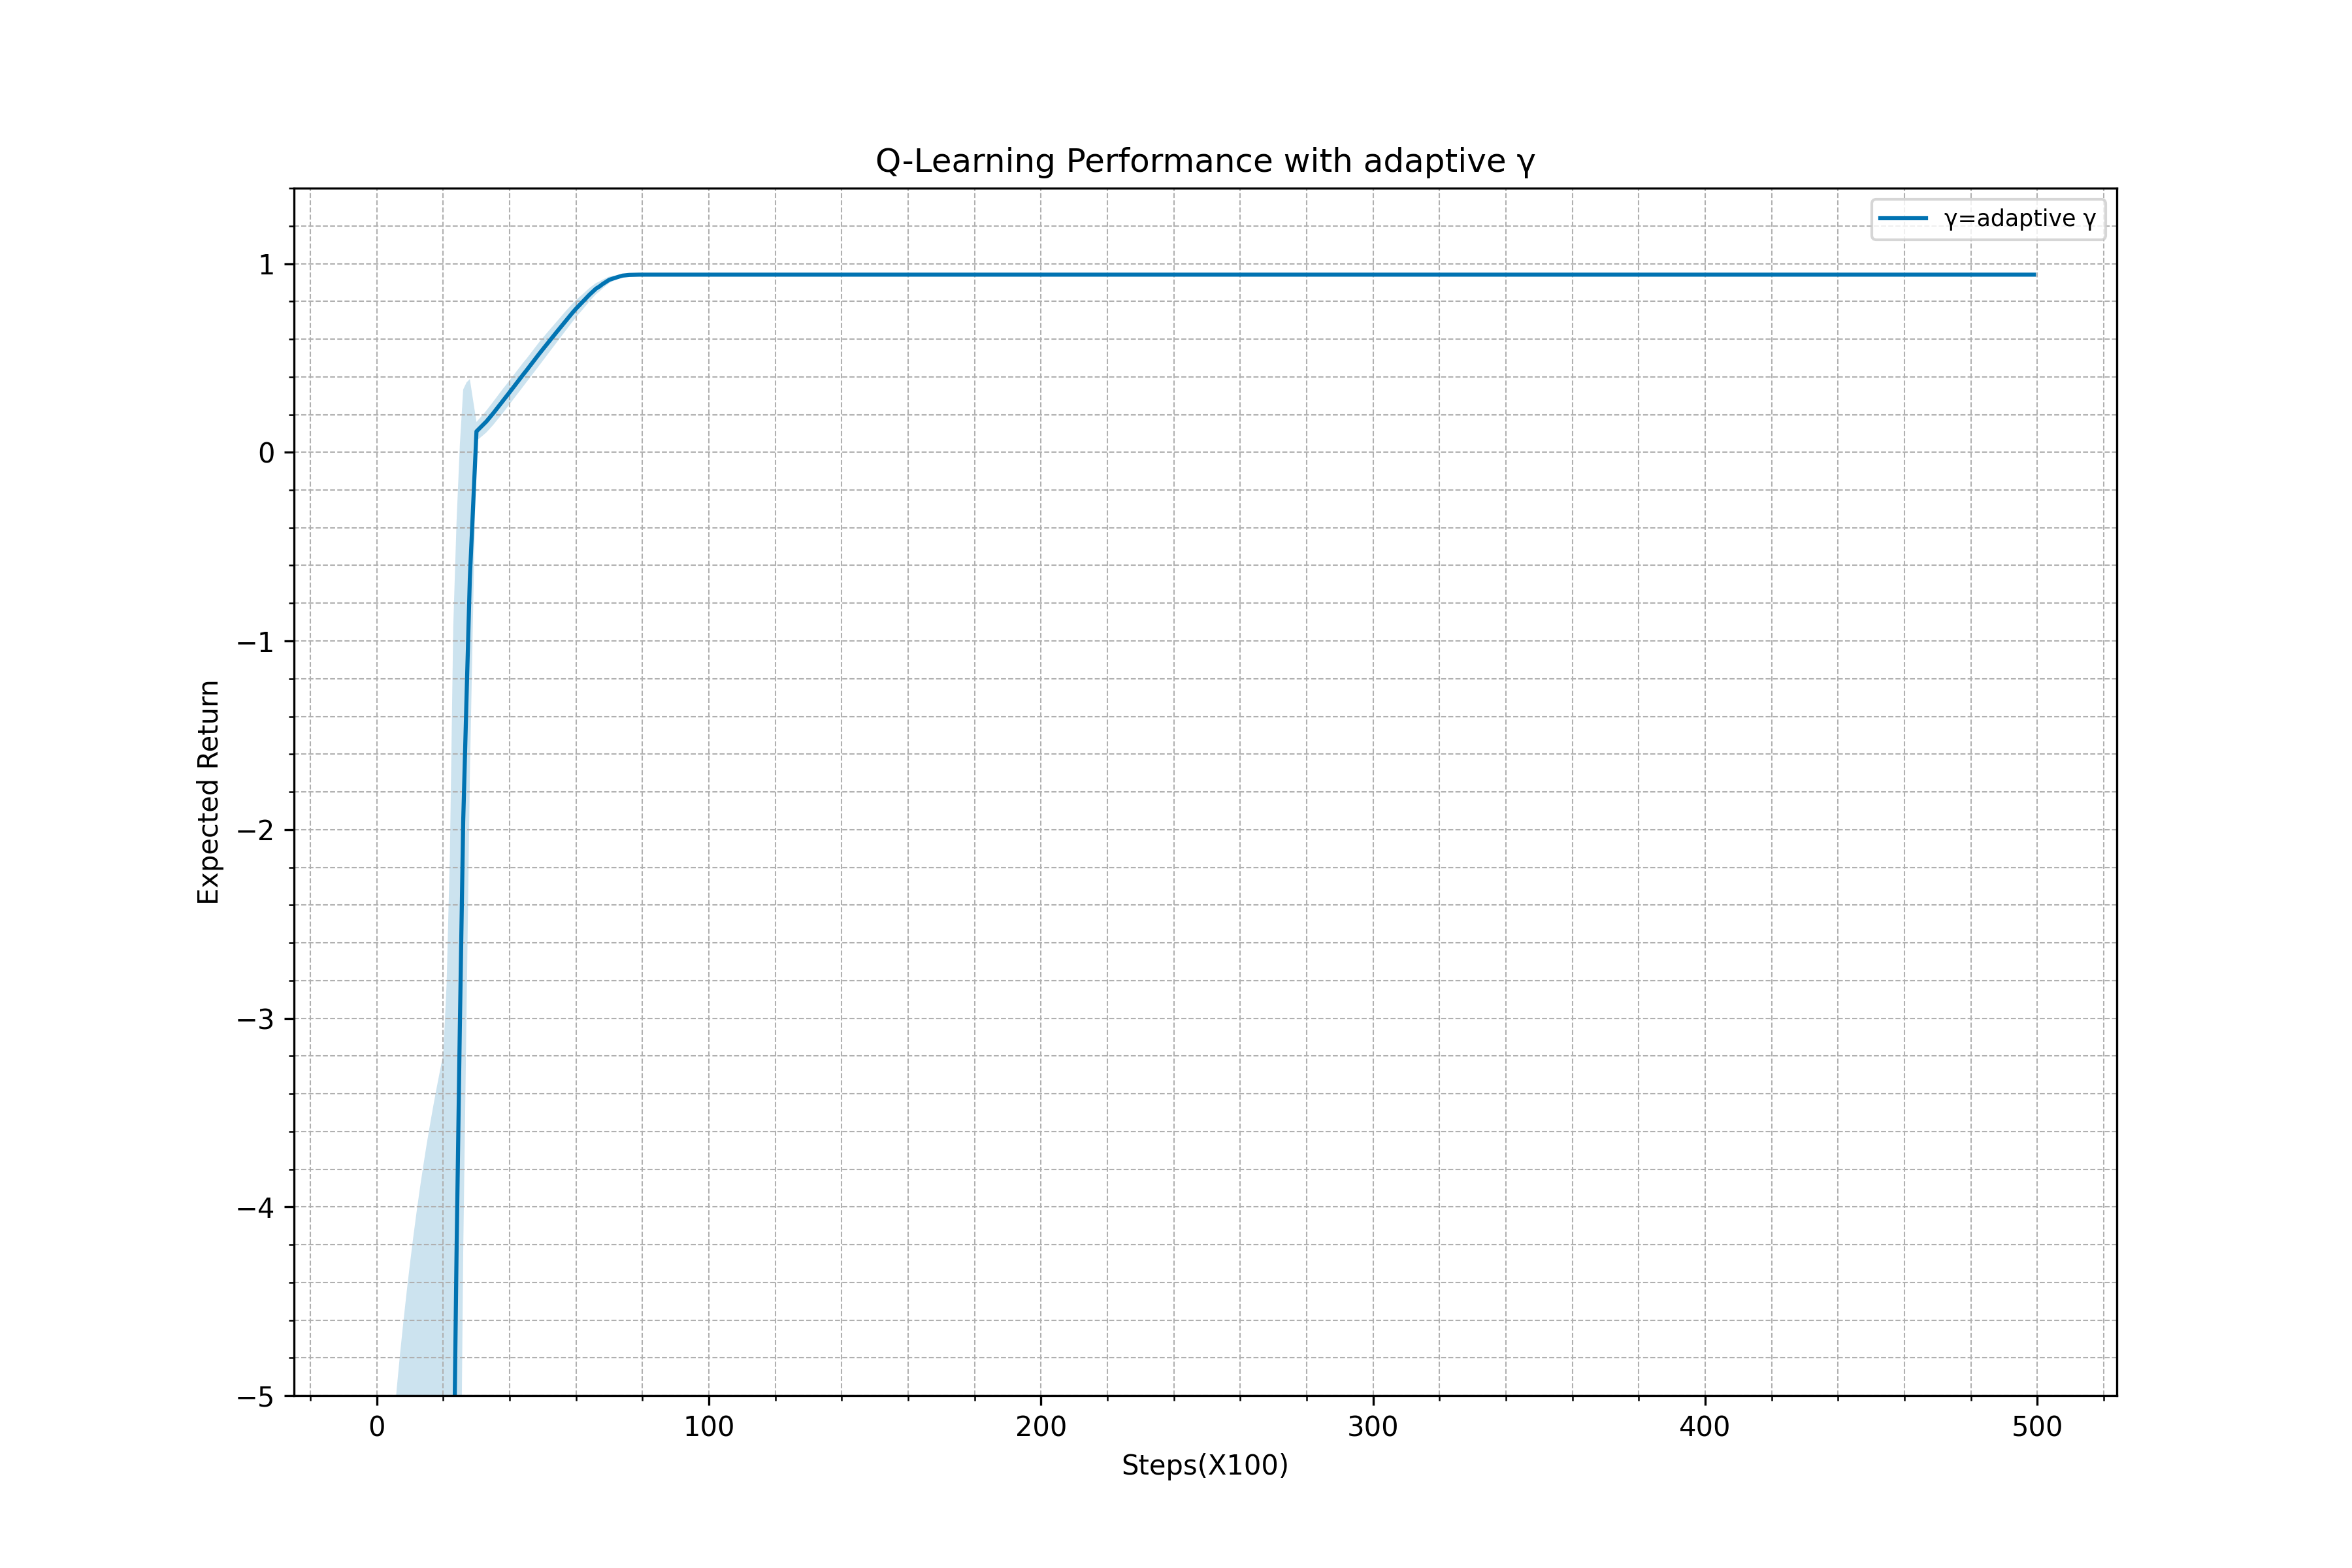 Q-Learning Performance with adaptive γ
γ=adaptive γ
Expected Return
1
0
−1
−2
−3
−4
−5
0 100 200 300 400 500
Steps(X100)